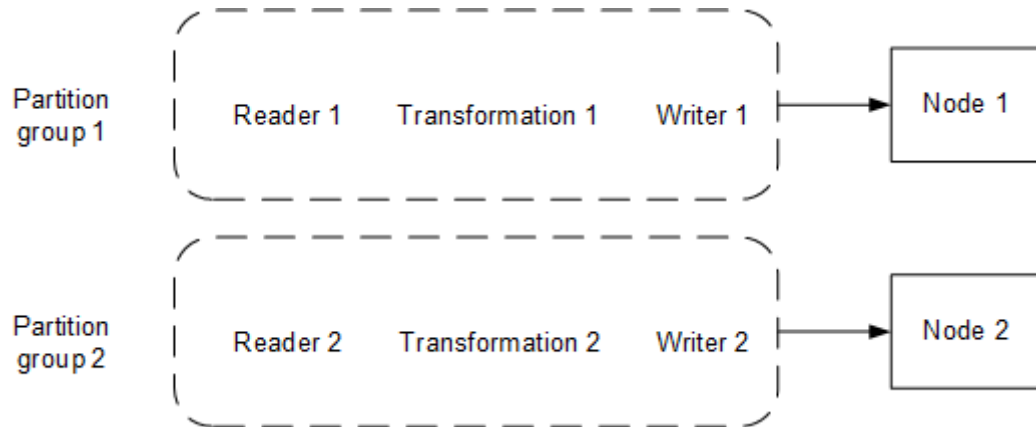 Partition
group 1
Reader 1 Transformation 1 Writer 1
Node 1
Partition
group 2
Reader 2 Transformation 2 Writer 2
Node 2